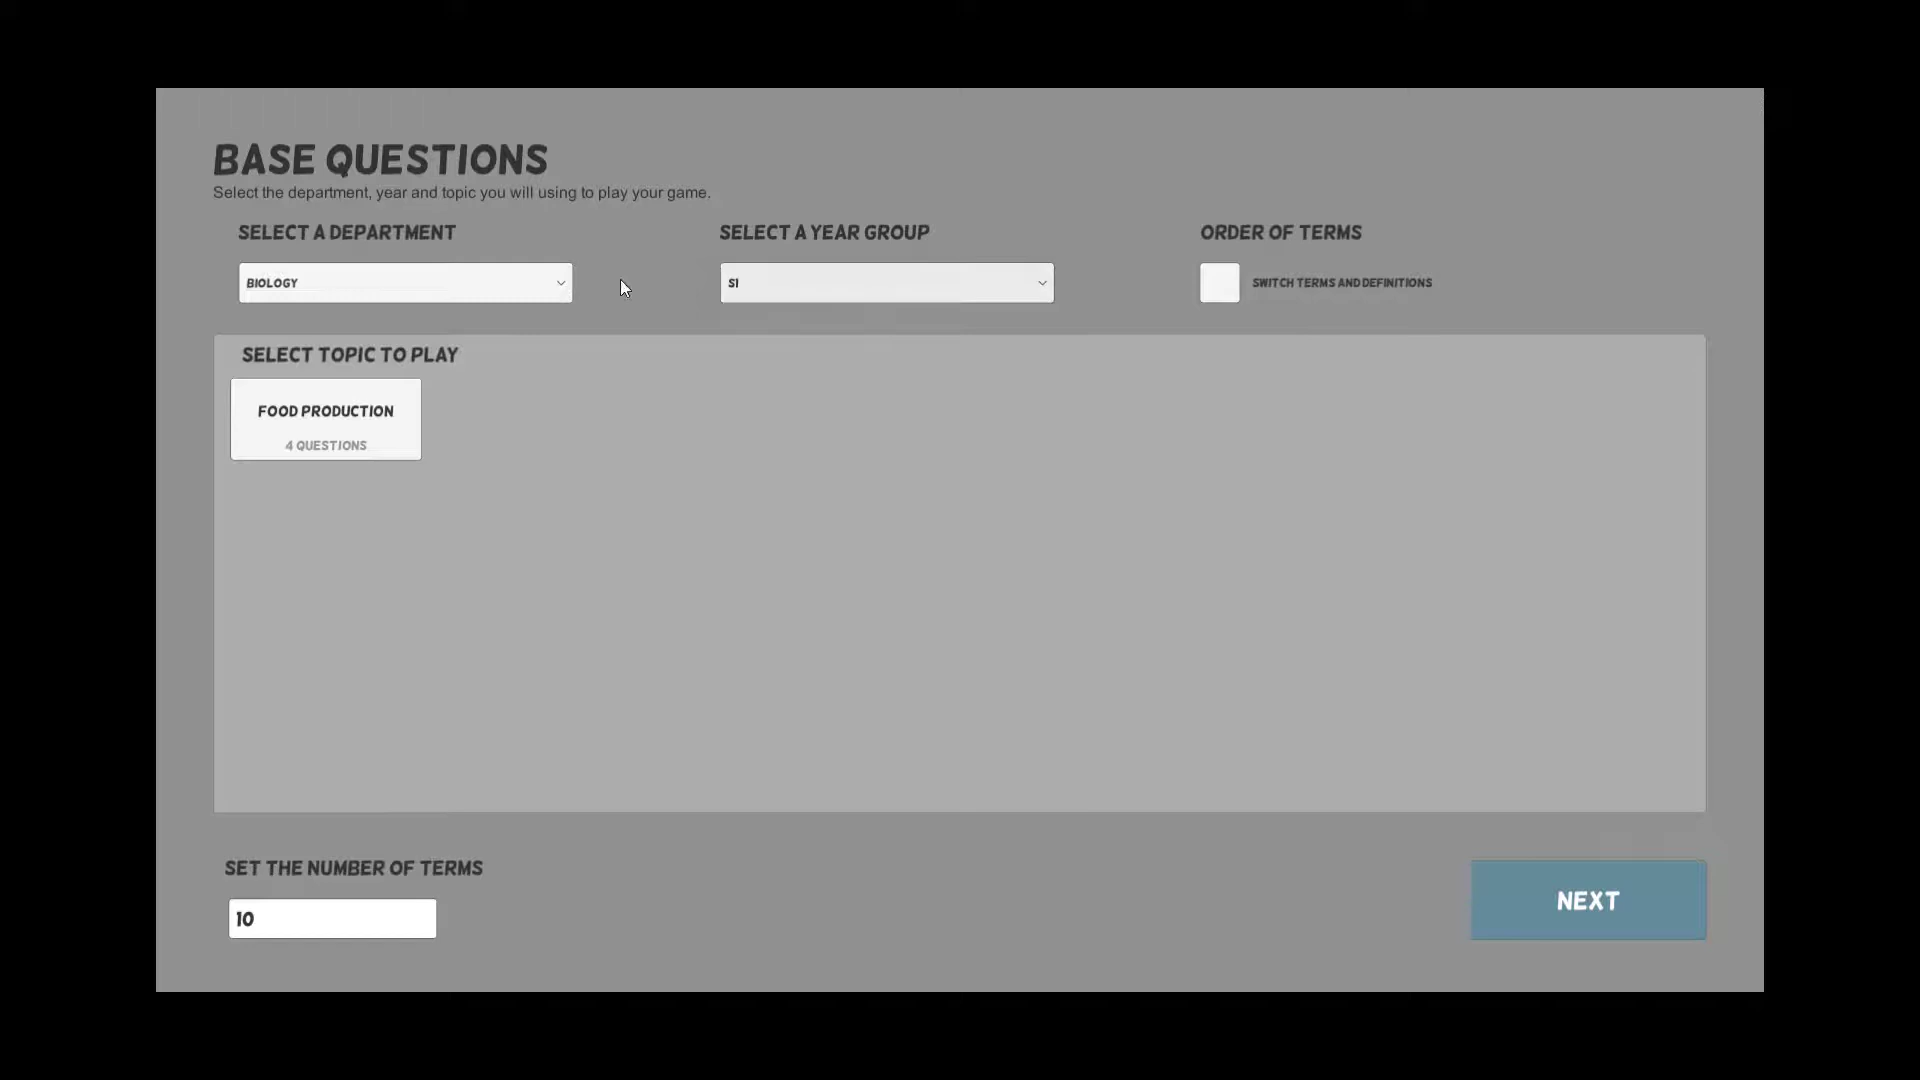 BASE QUESTIONS
Select the department, year and topic you will using to play your game.
SELECT A DEPARTMENT
SELECT A YEAR GROUP
ORDER OF TERMS
BIOLOGY
S1
SWITCH TERMS AND DEFINITIONS
SELECT TOPIC TO PLAY
FOOD PRODUCTION
4 QUESTIONS
SET THE NUMBER OF TERMS
10
NEXT